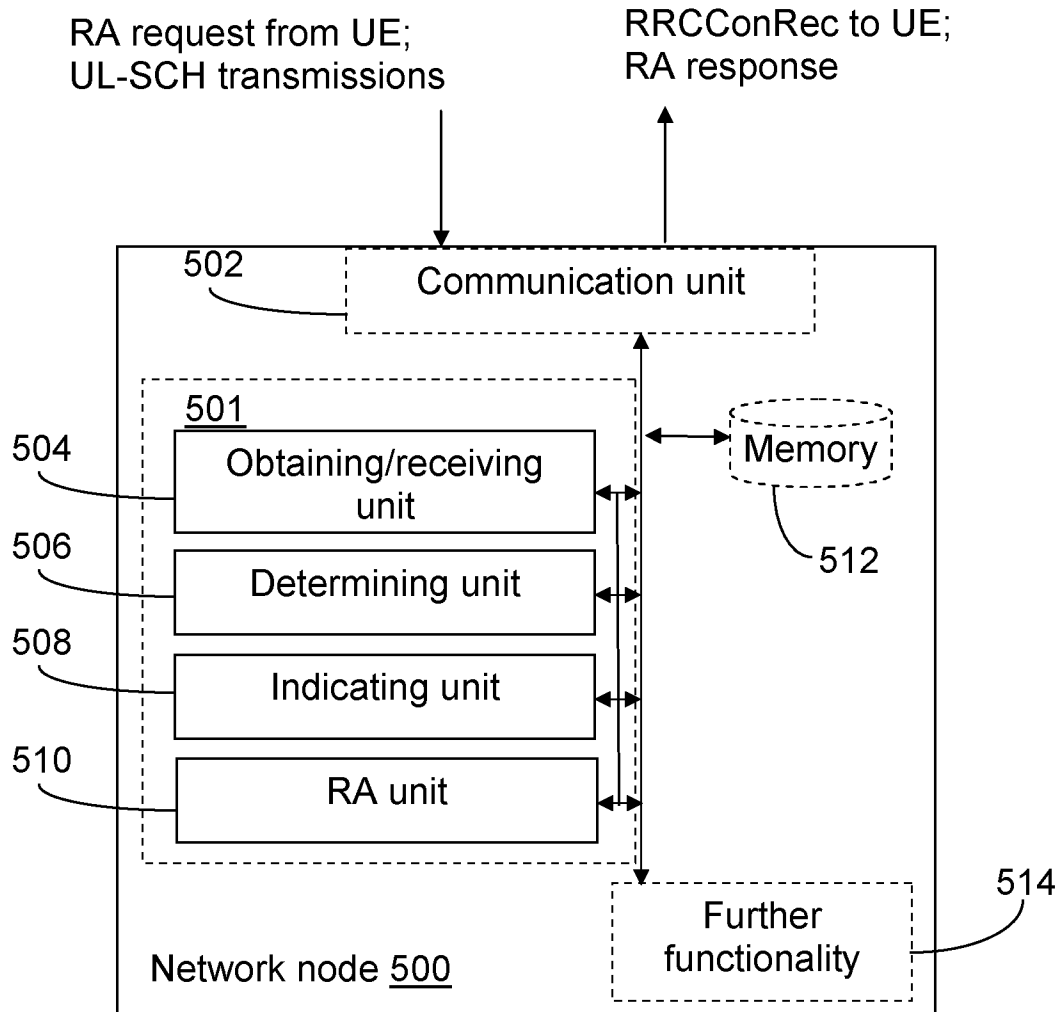 RA request from UE;
UL-SCH transmissions
RRCConRec to UE;
RA response
502
Communication unit
501
504
Obtaining/receiving
unit
Memory
512
506
Determining unit
508
Indicating unit
510
RA unit
514
Further
functionality
Network node 500